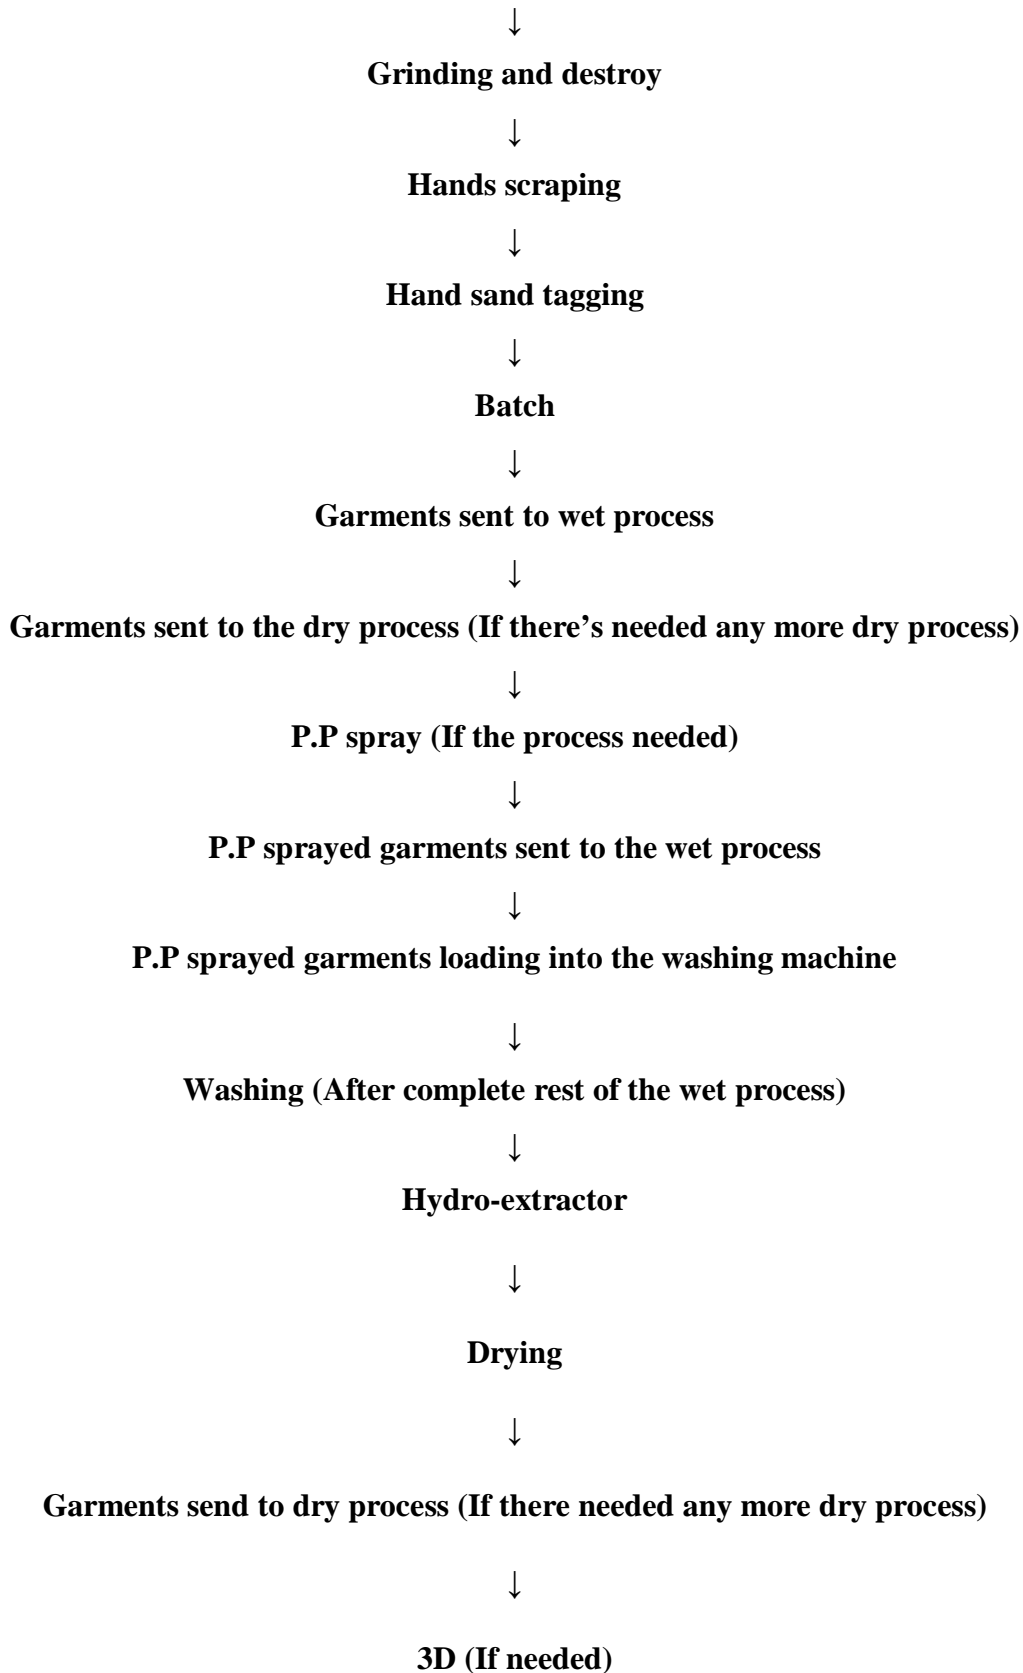 ↓
Grinding and destroy
↓
Hands scraping
↓
Hand sand tagging
↓
Batch
↓
Garments sent to wet process
↓
Garments sent to the dry process (If there’s needed any more dry process)
↓
P.P spray (If the process needed)
↓
P.P sprayed garments sent to the wet process
↓
P.P sprayed garments loading into the washing machine
↓
Washing (After complete rest of the wet process)
↓
Hydro-extractor
↓
Drying
↓
Garments send to dry process (If there needed any more dry process)
↓
3D (If needed)